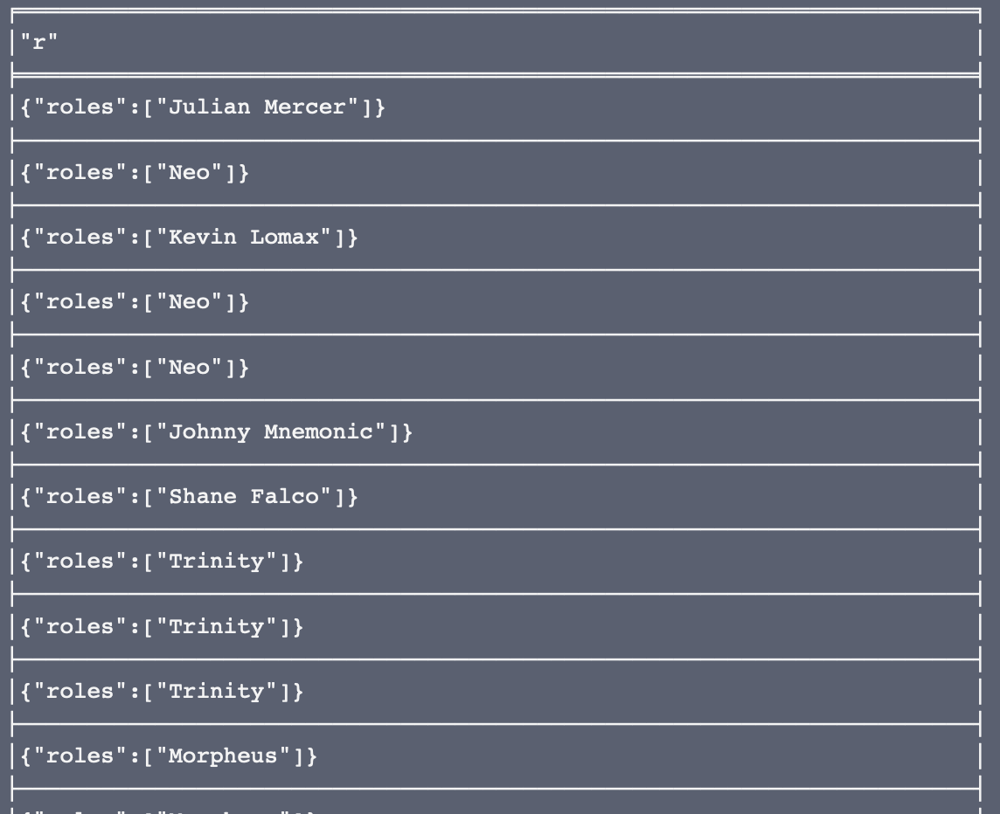 "r"
{"roles":["Julian Mercer"]}
{"roles":["Neo"]}
{"roles":["Kevin Lomax"]}
{"roles":["Neo"]}
{"roles":["Neo"]}
{"roles":["Johnny Mnemonic"]}
{"roles":["Shane Falco"]}
{"roles":["Trinity"]}
{"roles":["Trinity"]}
{"roles":["Trinity"]}
{"roles":["Morpheus"]}